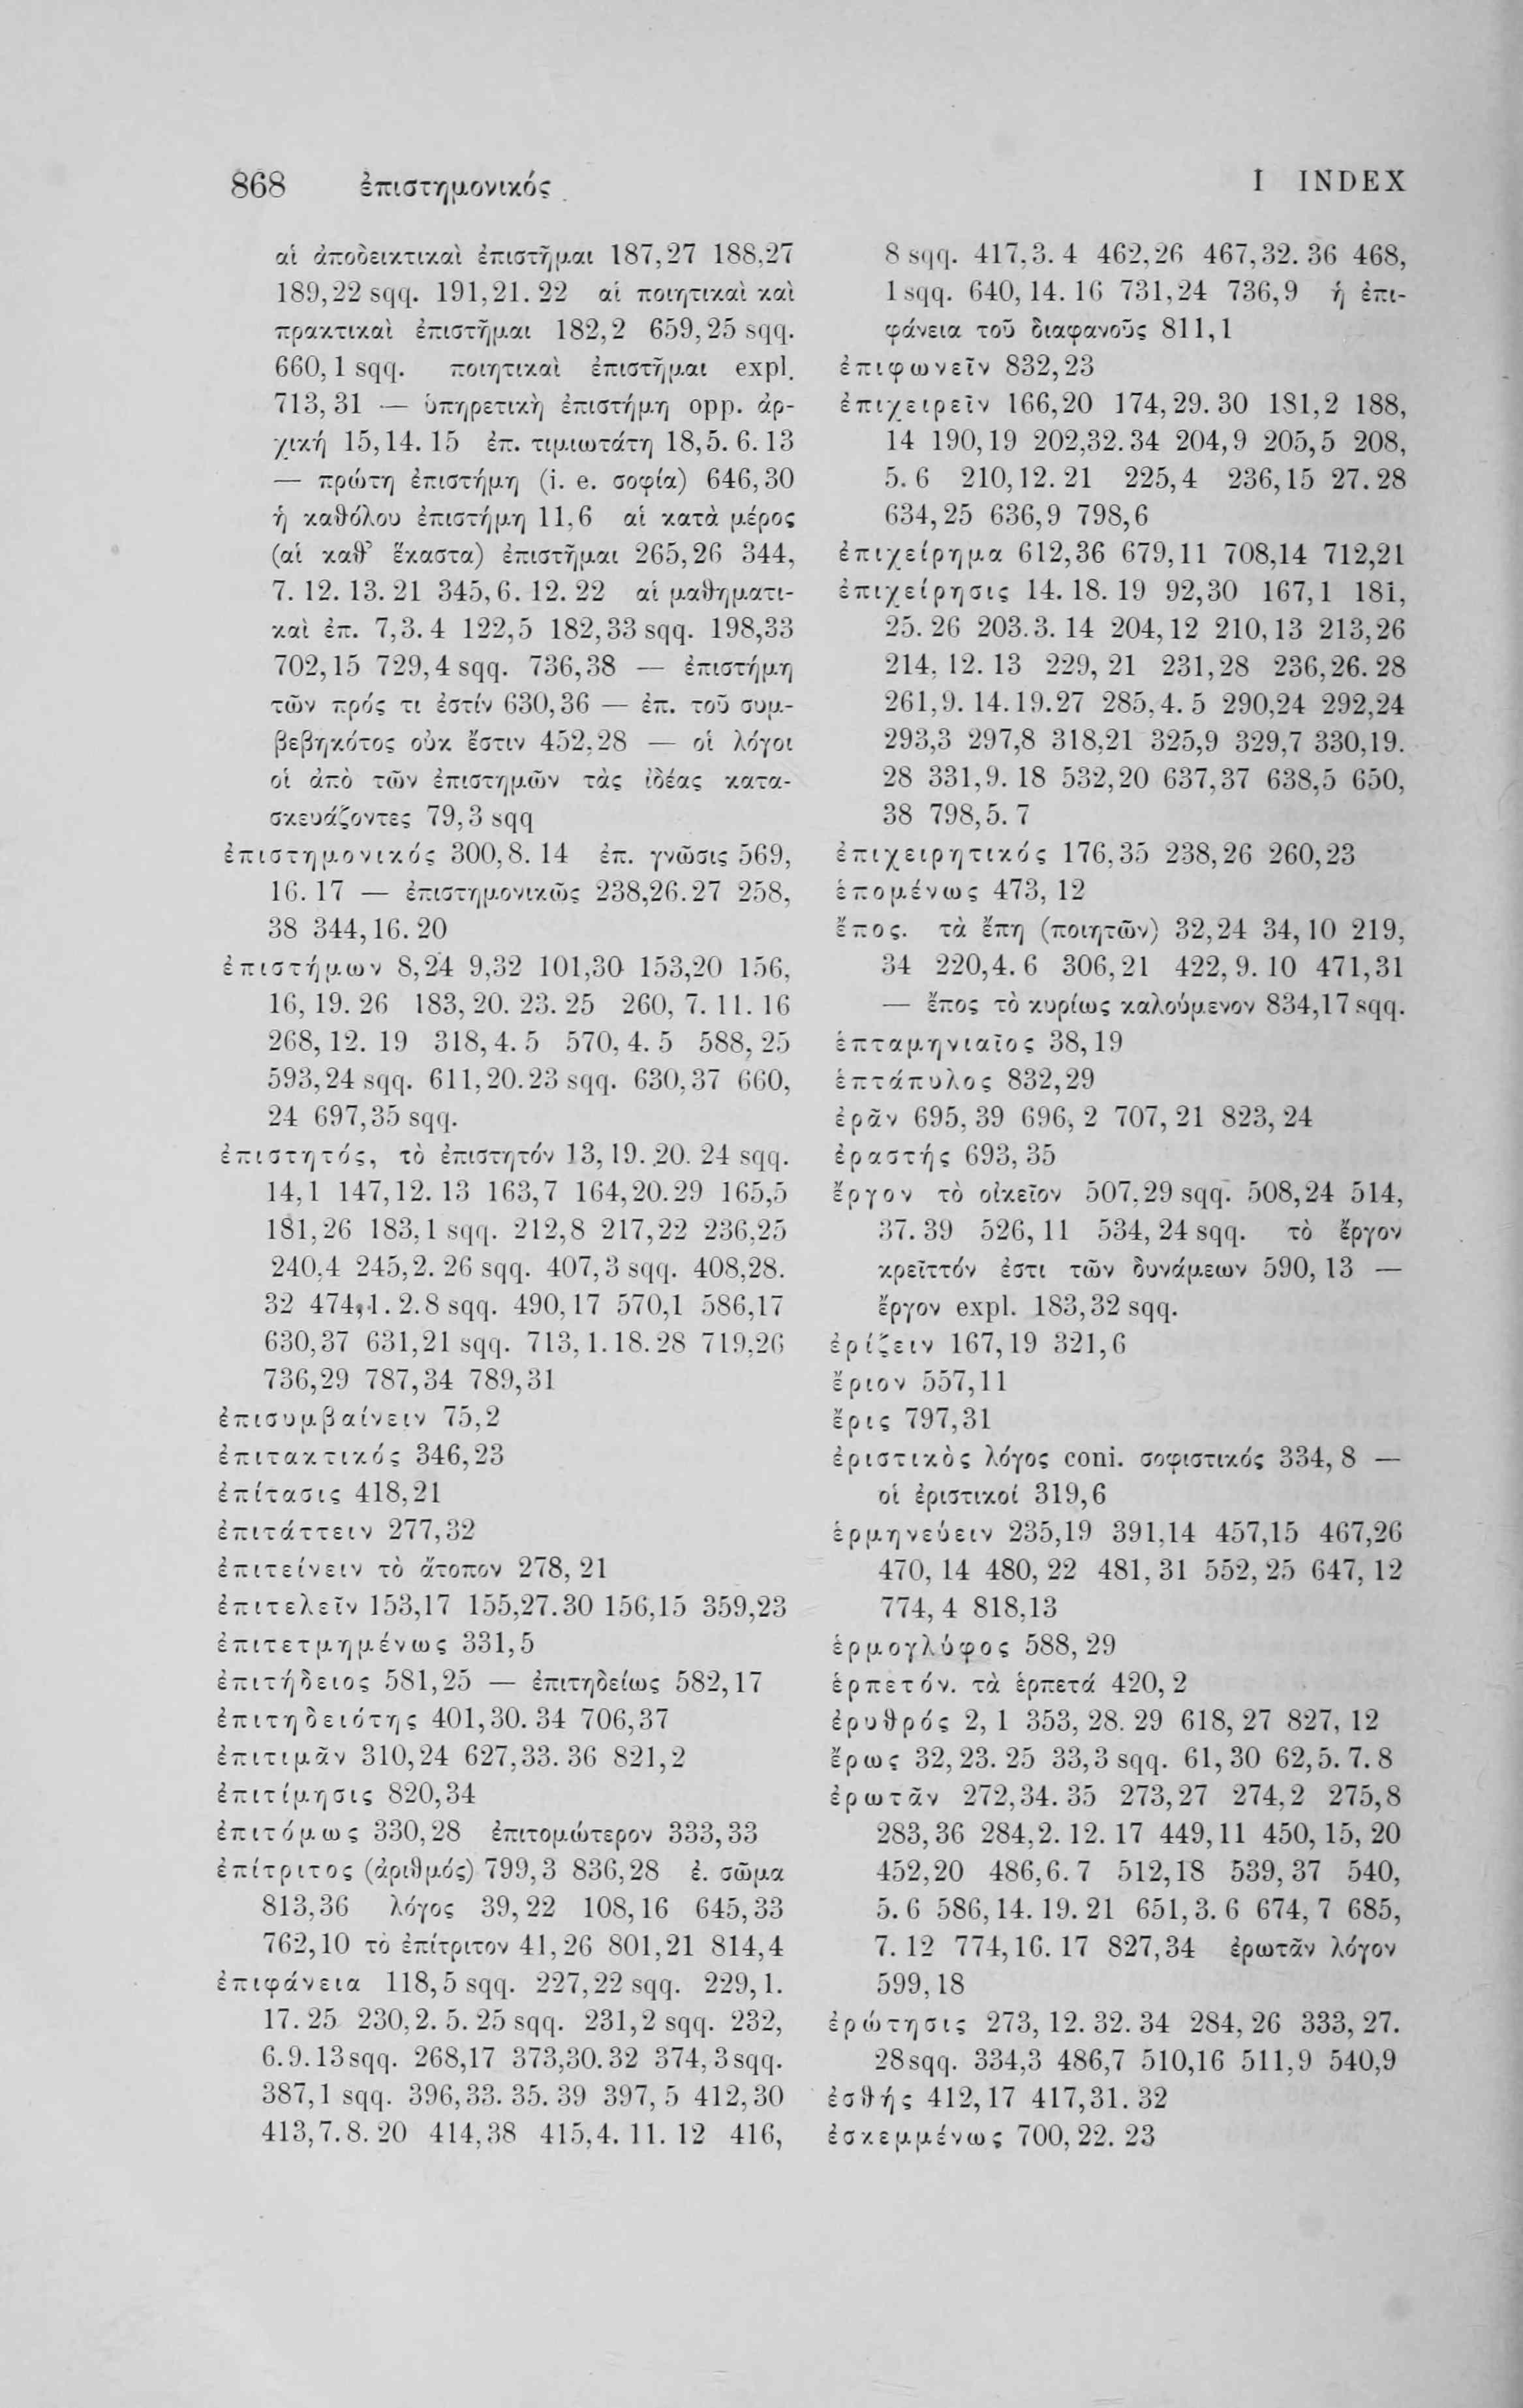 868 ἐπιστημονικός
I INDEX
αἱ ἀποδεικτικαὶ ἐπιστῆμαι 187,27 188,27
189,22 sqq. 191,21. 22 αἱ ποιητικαὶ καὶ
πρακτικαὶ ἐπιστῆμαι 182,2 659,25 sqq.
660,1 sqq. ποιητικαὶ ἐπιστῆμαι expl.
713,31 — ὑπηρετικὴ ἐπιστήμη opp. ἀρ-
χική 15,14. 15 ἐπ. τιμιωτάτη 18,5. 6. 13
— πρώτη ἐπιστήμη (i. e. σοφία) 646,30
ἡ καθόλου ἐπιστήμη 11,6 αἱ κατὰ μέρος
(αἱ καθ’ ἕκαστα) ἐπιστῆμαι 265,26 344,
7. 12. 13. 21 345,6. 12. 22 αἱ μαθηματι-
καὶ ἐπ. 7,3. 4 122,5 182,33 sqq. 198,33
702,15 729,4 sqq. 736,38 — ἐπιστήμη
τῶν πρός τι ἐστίν 630,36 — ἐπ. τοῦ συμ-
βεβηκότος οὐκ ἔστιν 452,28 — οἱ λόγοι
οἱ ἀπὸ τῶν ἐπιστημῶν τὰς ἰδέας κατα-
σκευάζοντες 79,3 sqq
ἐπιστημονικός 300,8. 14 ἐπ. γνῶσις 569,
16. 17 — ἐπιστημονικῶς 238,26. 27 258,
38 344,16. 20
ἐπιστήμων 8,24 9,32 101,30 153,20 156,
16, 19. 26 183,20. 23. 25 260, 7. 11. 16
268,12. 19 318,4. 5 570,4. 5 588,25
593,24 sqq. 611,20. 23 sqq. 630,37 660,
24 697,35 sqq.
ἐπιστητός, τὸ ἐπιστητόν 13,19. 20. 24 sqq.
14,1 147,12. 13 163,7 164,20. 29 165,5
181,26 183,1 sqq. 212,8 217,22 236,25
240,4 245,2. 26 sqq. 407,3 sqq. 408,28.
32 474,1. 2. 8 sqq. 490,17 570,1 586,17
630,37 631,21 sqq. 713,1. 18. 28 719,26
736,29 787,34 789,31
ἐπισυμβαίνειν 75,2
ἐπιτακτικός 346,23
ἐπίτασις 418,21
ἐπιτάττειν 277,32
ἐπιτείνειν τὸ ἄτοπον 278,21
ἐπιτελεῖν 153,17 155,27. 30 156,15 359,23
ἐπιτετμημένως 331,5
ἐπιτήδειος 581,25 — ἐπιτηδείως 582,17
ἐπιτηδειότης 401,30. 34 706,37
ἐπιτιμᾶν 310,24 627,33. 36 821,2
ἐπιτίμησις 820,34
ἐπιτόμως 330,28 ἐπιτομώτερον 333,33
ἐπίτριτος (ἀριθμός) 799,3 836,28 ἐ. σῶμα
813,36 λόγος 39,22 108,16 645,33
762,10 τὸ ἐπίτριτον 41,26 801,21 814,4
ἐπιφάνεια 118,5 sqq. 227,22 sqq. 229,1.
17. 25 230,2. 5. 25 sqq. 231,2 sqq. 232,
6. 9. 13 sqq. 268,17 373,30. 32 374,3 sqq.
387,1 sqq. 396,33. 35. 39 397,5 412,30
413,7. 8. 20 414,38 415,4. 11. 12 416,
8 sqq. 417,3. 4 462,26 467,32. 36 468,
1 sqq. 640,14. 16 731,24 736,9 ἡ ἐπι-
φάνεια τοῦ διαφανοῦς 811,1
ἐπιφωνεῖν 832,23
ἐπιχειρεῖν 166,20 174,29. 30 181,2 188,
14 190,19 202,32. 34 204,9 205,5 208,
5. 6 210,12. 21 225,4 236,15 27. 28
634,25 636,9 798,6
ἐπιχείρημα 612,36 679,11 708,14 712,21
ἐπιχείρησις 14. 18. 19 92,30 167,1 181,
25. 26 203.3. 14 204,12 210,13 213,26
214, 12. 13 229, 21 231,28 236,26. 28
261,9. 14. 19. 27 285,4. 5 290,24 292,24
293,3 297,8 318,21 325,9 329,7 330,19.
28 331,9. 18 532,20 637,37 638,5 650,
38 798,5. 7
ἐπιχειρητικός 176,35 238,26 260,23
ἑπομένως 473, 12
ἔπος. τὰ ἔπη (ποιητῶν) 32,24 34,10 219,
34 220,4. 6 306,21 422,9. 10 471,31
— ἔπος τὸ κυρίως καλούμενον 834,17 sqq.
ἑπταμηνιαῖος 38,19
ἑπτάπυλος 832,29
ἐρᾶν 695,39 696,2 707,21 823,24
ἐραστής 693,35
ἔργον τὸ οἰκεῖον 507,29 sqq. 508,24 514,
37. 39 526,11 534,24 sqq. τὸ ἔργον
κρεῖττόν ἐστι τῶν δυνάμεων 590,13 —
ἔργον expl. 183,32 sqq.
ἐρίζειν 167,19 321,6
ἔριον 557,11
ἔρις 797,31
ἐριστικὸς λόγος coni. σοφιστικός 334, 8 —
οἱ ἐριστικοί 319,6
ἑρμηνεύειν 235,19 391,14 457,15 467,26
470,14 480,22 481,31 552,25 647,12
774,4 818,13
ἑρμογλύφος 588,29
ἑρπετόν. τὰ ἑρπετά 420,2
ἐρυθρός 2,1 353,28. 29 618,27 827,12
ἔρως 32,23. 25 33,3 sqq. 61,30 62,5. 7. 8
ἐρωτᾶν 272,34. 35 273,27 274,2 275,8
283,36 284,2. 12. 17 449,11 450,15, 20
452,20 486,6. 7 512,18 539,37 540,
5. 6 586,14. 19. 21 651,3. 6 674,7 685,
7. 12 774,16. 17 827,34 ἐρωτᾶν λόγον
599,18
ἐρώτησις 273,12. 32. 34 284,26 333,27.
28 sqq. 334,3 486,7 510,16 511,9 540,9
ἐσθής 412,17 417,31. 32
ἐσκεμμένως 700,22. 23